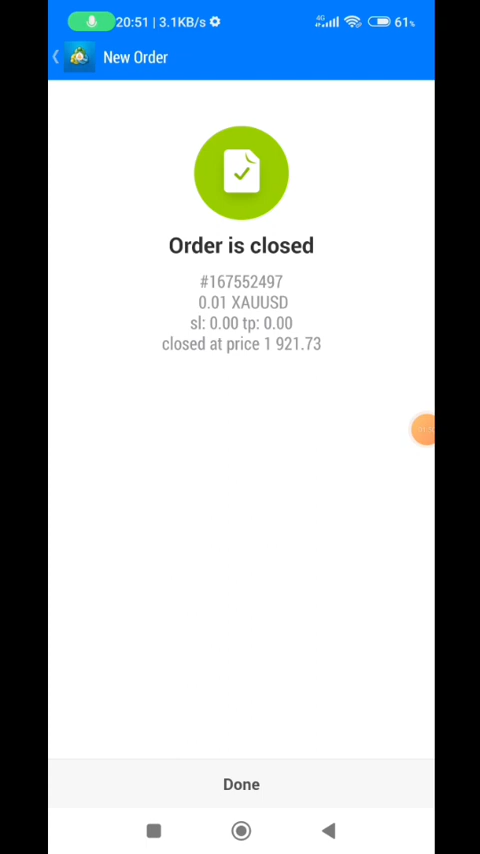 20:51 | 3.1KB/s
4G 61%
New Order
Order is closed
#167552497
0.01 XAUUSD
sl: 0.00 tp: 0.00
closed at price 1 921.73
Done